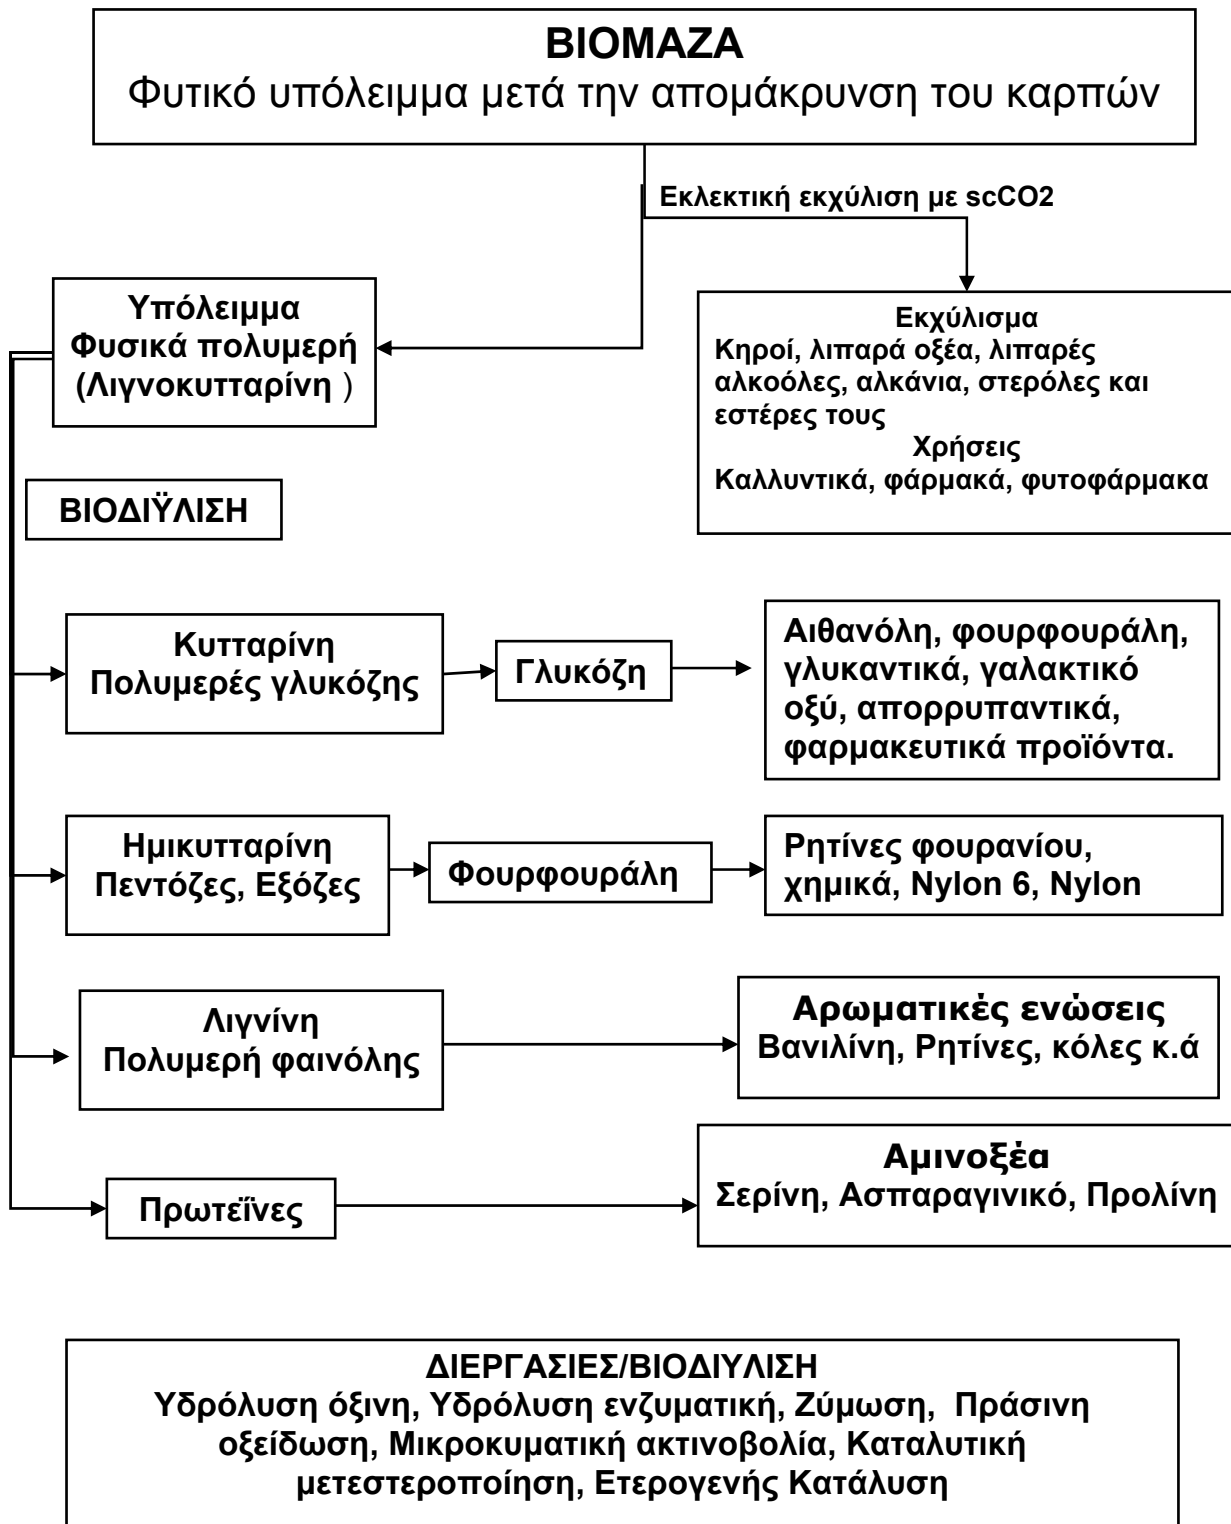 ΒΙΟΜΑΖΑ
Φυτικό υπόλειμμα μετά την απομάκρυνση του καρπών
Εκλεκτική εκχύλιση με scCO2
Υπόλειμμα
Φυσικά πολυμερή
(Λιγνοκυτταρίνη )
Εκχύλισμα
Κηροί, λιπαρά οξέα, λιπαρές
αλκοόλες, αλκάνια, στερόλες και
εστέρες τους
Χρήσεις
Καλλυντικά, φάρμακά, φυτοφάρμακα
ΒΙΟΔΙΫΛΙΣΗ
Κυτταρίνη
Πολυμερές γλυκόζης
Γλυκόζη
Αιθανόλη, φουρφουράλη,
γλυκαντικά, γαλακτικό
οξύ, απορρυπαντικά,
φαρμακευτικά προϊόντα.
Ημικυτταρίνη
Πεντόζες, Εξόζες
Φουρφουράλη
Ρητίνες φουρανίου,
χημικά, Nylon 6, Nylon
Λιγνίνη
Πολυμερή φαινόλης
Αρωματικές ενώσεις
Βανιλίνη, Ρητίνες, κόλες κ.ά
Πρωτεΐνες
Αμινοξέα
Σερίνη, Ασπαραγινικό, Προλίνη
ΔΙΕΡΓΑΣΙΕΣ/ΒΙΟΔΙΥΛΙΣΗ
Υδρόλυση όξινη, Υδρόλυση ενζυματική, Ζύμωση,  Πράσινη
οξείδωση, Μικροκυματική ακτινοβολία, Καταλυτική
μετεστεροποίηση, Ετερογενής Κατάλυση